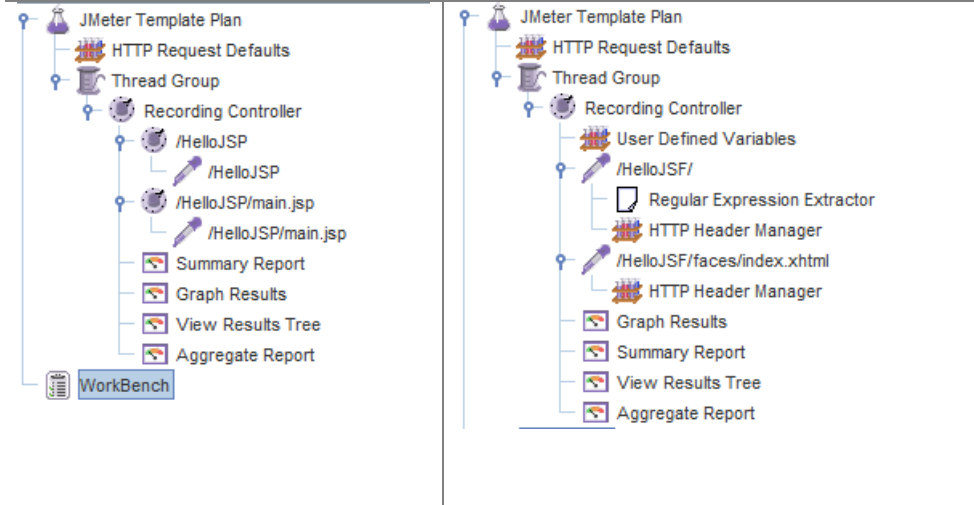 JMeter Template Plan
HTTP Request Defaults
Thread Group
Recording Controller
/HelloJSP
/HelloJSP
/HelloJSP/main.jsp
/HelloJSP/main.jsp
Summary Report
Graph Results
View Results Tree
Aggregate Report
WorkBench
JMeter Template Plan
HTTP Request Defaults
Thread Group
Recording Controller
User Defined Variables
/HelloJSF/
Regular Expression Extractor
HTTP Header Manager
/HelloJSF/faces/index.xhtml
HTTP Header Manager
Graph Results
Summary Report
View Results Tree
Aggregate Report